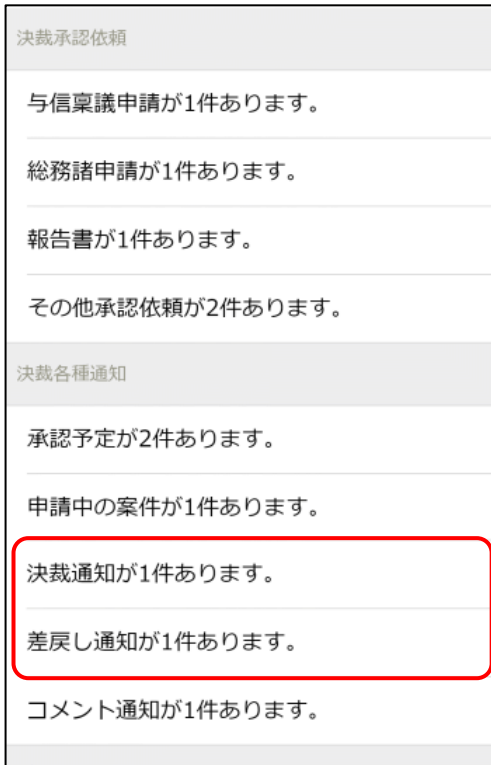 決裁承認依頼
与信稟議申請が1件あります。
総務諸申請が1件あります。
報告書が1件あります。
その他承認依頼が2件あります。
決裁各種通知
承認予定が2件あります。
申請中の案件が1件あります。
決裁通知が1件あります。
差戻し通知が1件あります。
コメント通知が1件あります。